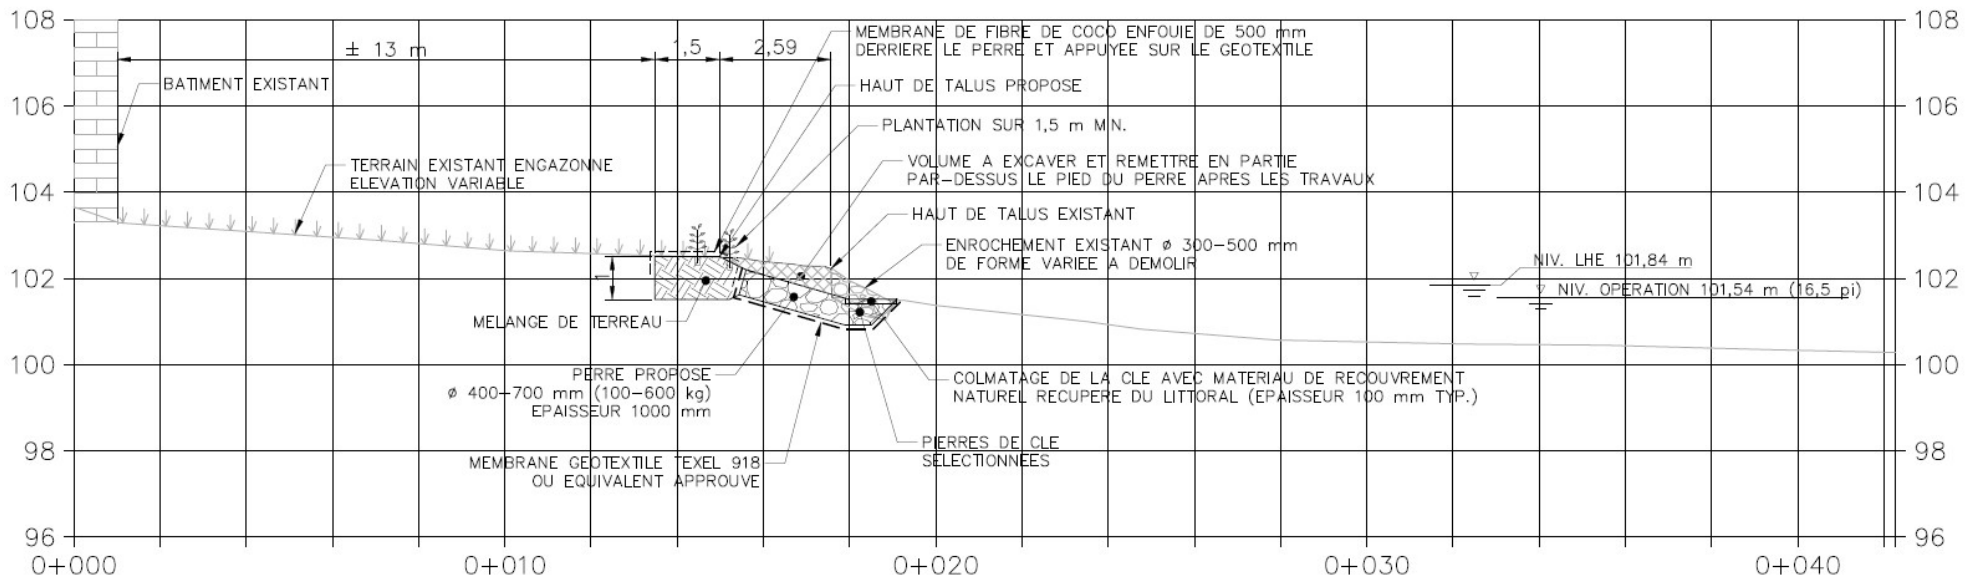 108
106
104
102
100
98
96
0+000
0+010
0+020
0+030
0+040
108
106
104
102
100
98
96
± 13 m
1,5
2,59
1
BATIMENT EXISTANT
TERRAIN EXISTANT ENGAZONNE
ELEVATION VARIABLE
MELANGE DE TERREAU
PERRE PROPOSE
ø 400-700 mm (100-600 kg)
EPAISSEUR 1000 mm
MEMBRANE GEOTEXTILE TEXEL 918
OU EQUIVALENT APPROUVE
MEMBRANE DE FIBRE DE COCO ENFOUIE DE 500 mm
DERRIERE LE PERRE ET APPUYEE SUR LE GEOTEXTILE
HAUT DE TALUS PROPOSE
PLANTATION SUR 1,5 m MIN.
VOLUME A EXCAVER ET REMETTRE EN PARTIE
PAR-DESSUS LE PIED DU PERRE APRES LES TRAVAUX
HAUT DE TALUS EXISTANT
ENROCHEMENT EXISTANT ø 300-500 mm
DE FORME VARIEE A DEMOLIR
NIV. LHE 101,84 m
NIV. OPERATION 101,54 m (16,5 pi)
COLMATAGE DE LA CLE AVEC MATERIAU DE RECOUVREMENT
NATUREL RECUPERE DU LITTORAL (EPAISSEUR 100 mm TYP.)
PIERRES DE CLE
SELECTIONNEES